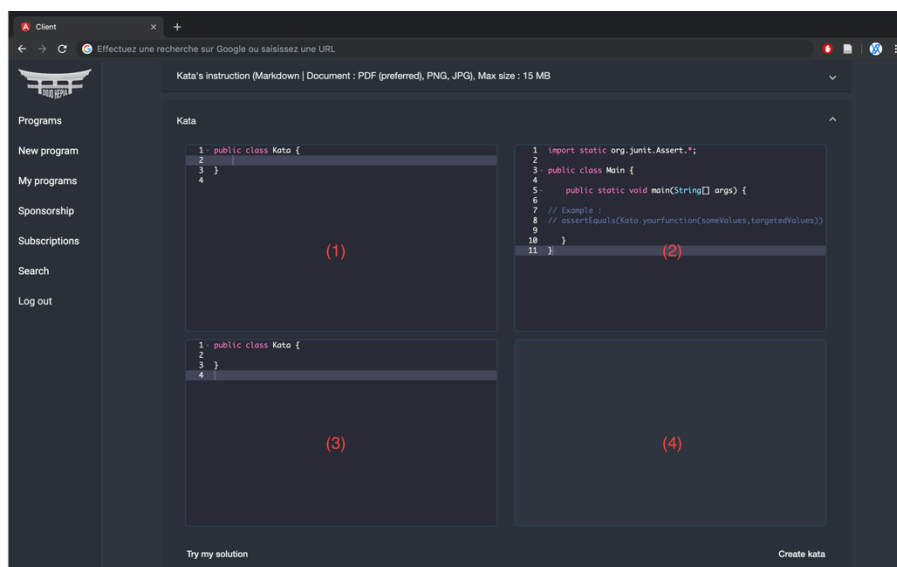 Client
Effectuez une recherche sur Google ou saisissez une URL
DOJO HEPIA
Programs
New program
My programs
Sponsorship
Subscriptions
Search
Log out
Kata's instruction (Markdown | Document : PDF (preferred), PNG, JPG), Max size : 15 MB
Kata
1 public class Kata {
2
3 }
4
(1)
1 import static org.junit.Assert.*;
2
3 public class Main {
4
5 public static void main(String[] args) {
6
7 // Example :
8 // assertEquals(Kata.yourfunction(someValues,targetedValues))
9
10 }
11 }
(2)
1 public class Kata {
2
3 }
4
(3)
(4)
Try my solution
Create kata